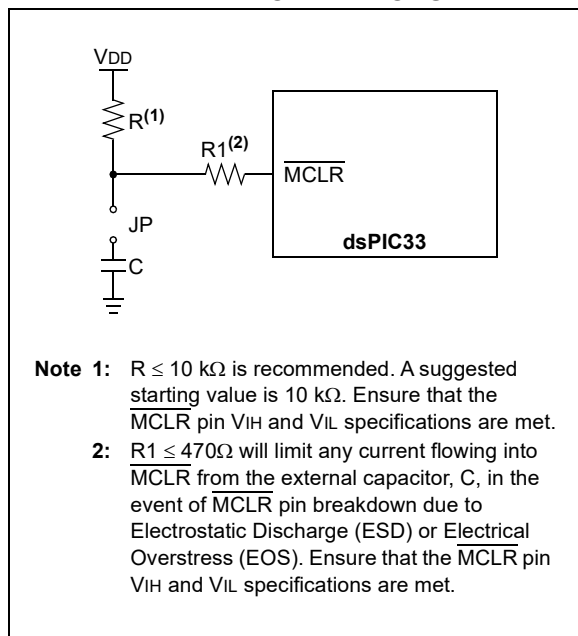 VDD
R(1)
R1(2)
MCLR
JP
dsPIC33
C
Note 1: R ≤ 10 kΩ is recommended. A suggested
starting value is 10 kΩ. Ensure that the
MCLR pin VIH and VIL specifications are met.
2: R1 ≤ 470Ω will limit any current flowing into
MCLR from the external capacitor, C, in the
event of MCLR pin breakdown due to
Electrostatic Discharge (ESD) or Electrical
Overstress (EOS). Ensure that the MCLR pin
VIH and VIL specifications are met.